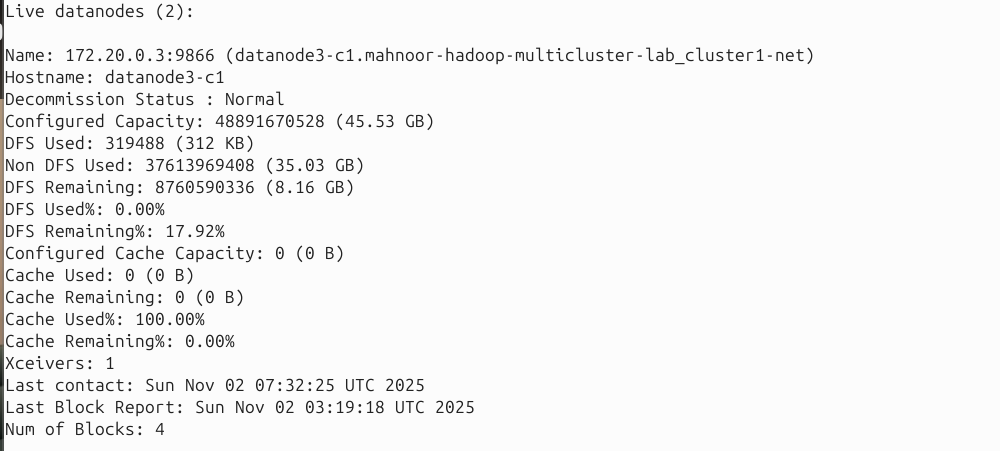 Live datanodes (2):
Name: 172.20.0.3:9866 (datanode3-c1.mahnoor-hadoop-multicluster-lab_cluster1-net)
Hostname: datanode3-c1
Decommission Status : Normal
Configured Capacity: 48891670528 (45.53 GB)
DFS Used: 319488 (312 KB)
Non DFS Used: 37613969408 (35.03 GB)
DFS Remaining: 8760590336 (8.16 GB)
DFS Used%: 0.00%
DFS Remaining%: 17.92%
Configured Cache Capacity: 0 (0 B)
Cache Used: 0 (0 B)
Cache Remaining: 0 (0 B)
Cache Used%: 100.00%
Cache Remaining%: 0.00%
Xceivers: 1
Last contact: Sun Nov 02 07:32:25 UTC 2025
Last Block Report: Sun Nov 02 03:19:18 UTC 2025
Num of Blocks: 4